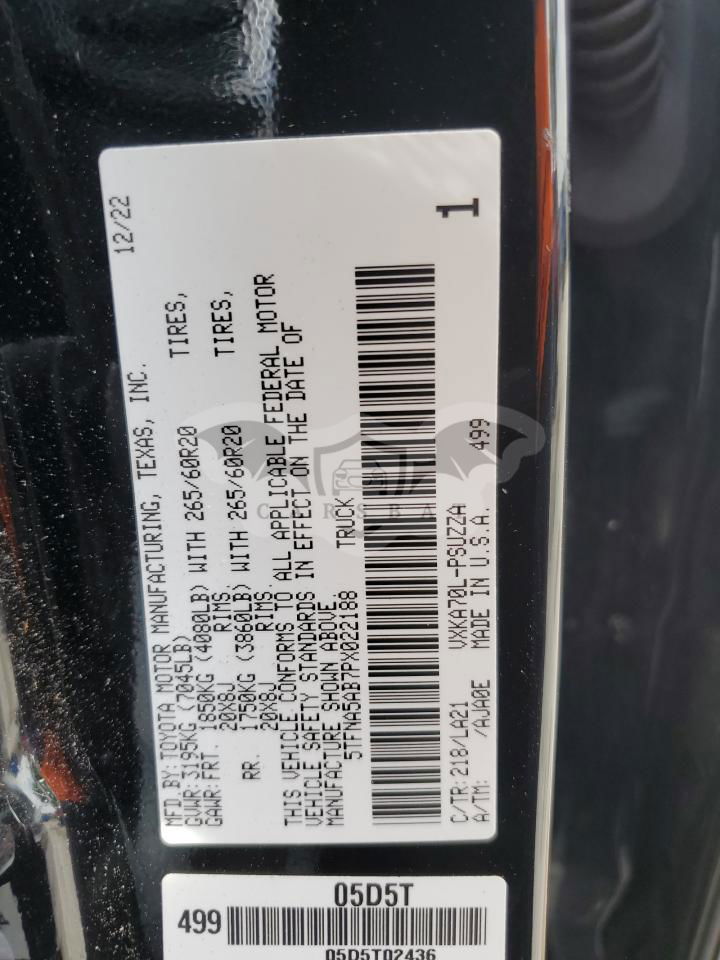 MFD.BY:TOYOTA MOTOR MANUFACTURING, TEXAS, INC. 12/22
GVWR:3195KG (7045LB)
GAWR:FRT. 1850KG (4080LB) WITH 265/60R20 TIRES,
20X8J RIMS.
RR. 1750KG (3860LB) WITH 265/60R20 TIRES,
20X8J RIMS.
THIS VEHICLE CONFORMS TO ALL APPLICABLE FEDERAL MOTOR
VEHICLE SAFETY STANDARDS IN EFFECT ON THE DATE OF
MANUFACTURE SHOWN ABOVE.
5TFNA5AB7PX022188 TRUCK
C/TR:218/LA21 VXKA70L-PSUZZA 499 1
A/TM: /AJA0E MADE IN U.S.A.
CARSBAT
05D5T
499
05D5T02436